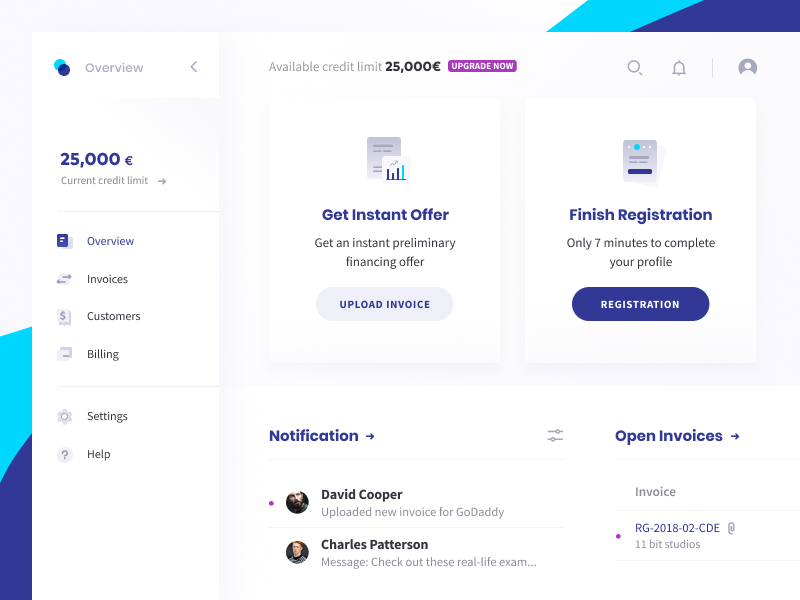 Overview
25,000 €
Current credit limit →
Overview
Invoices
$
Customers
Billing
Settings
?
Help
Available credit limit 25,000€ UPGRADE NOW
Get Instant Offer
Get an instant preliminary
financing offer
UPLOAD INVOICE
Finish Registration
Only 7 minutes to complete
your profile
REGISTRATION
Notification →
David Cooper
Uploaded new invoice for GoDaddy
Charles Patterson
Message: Check out these real-life exam...
Open Invoices →
Invoice
RG-2018-02-CDE
11 bit studios